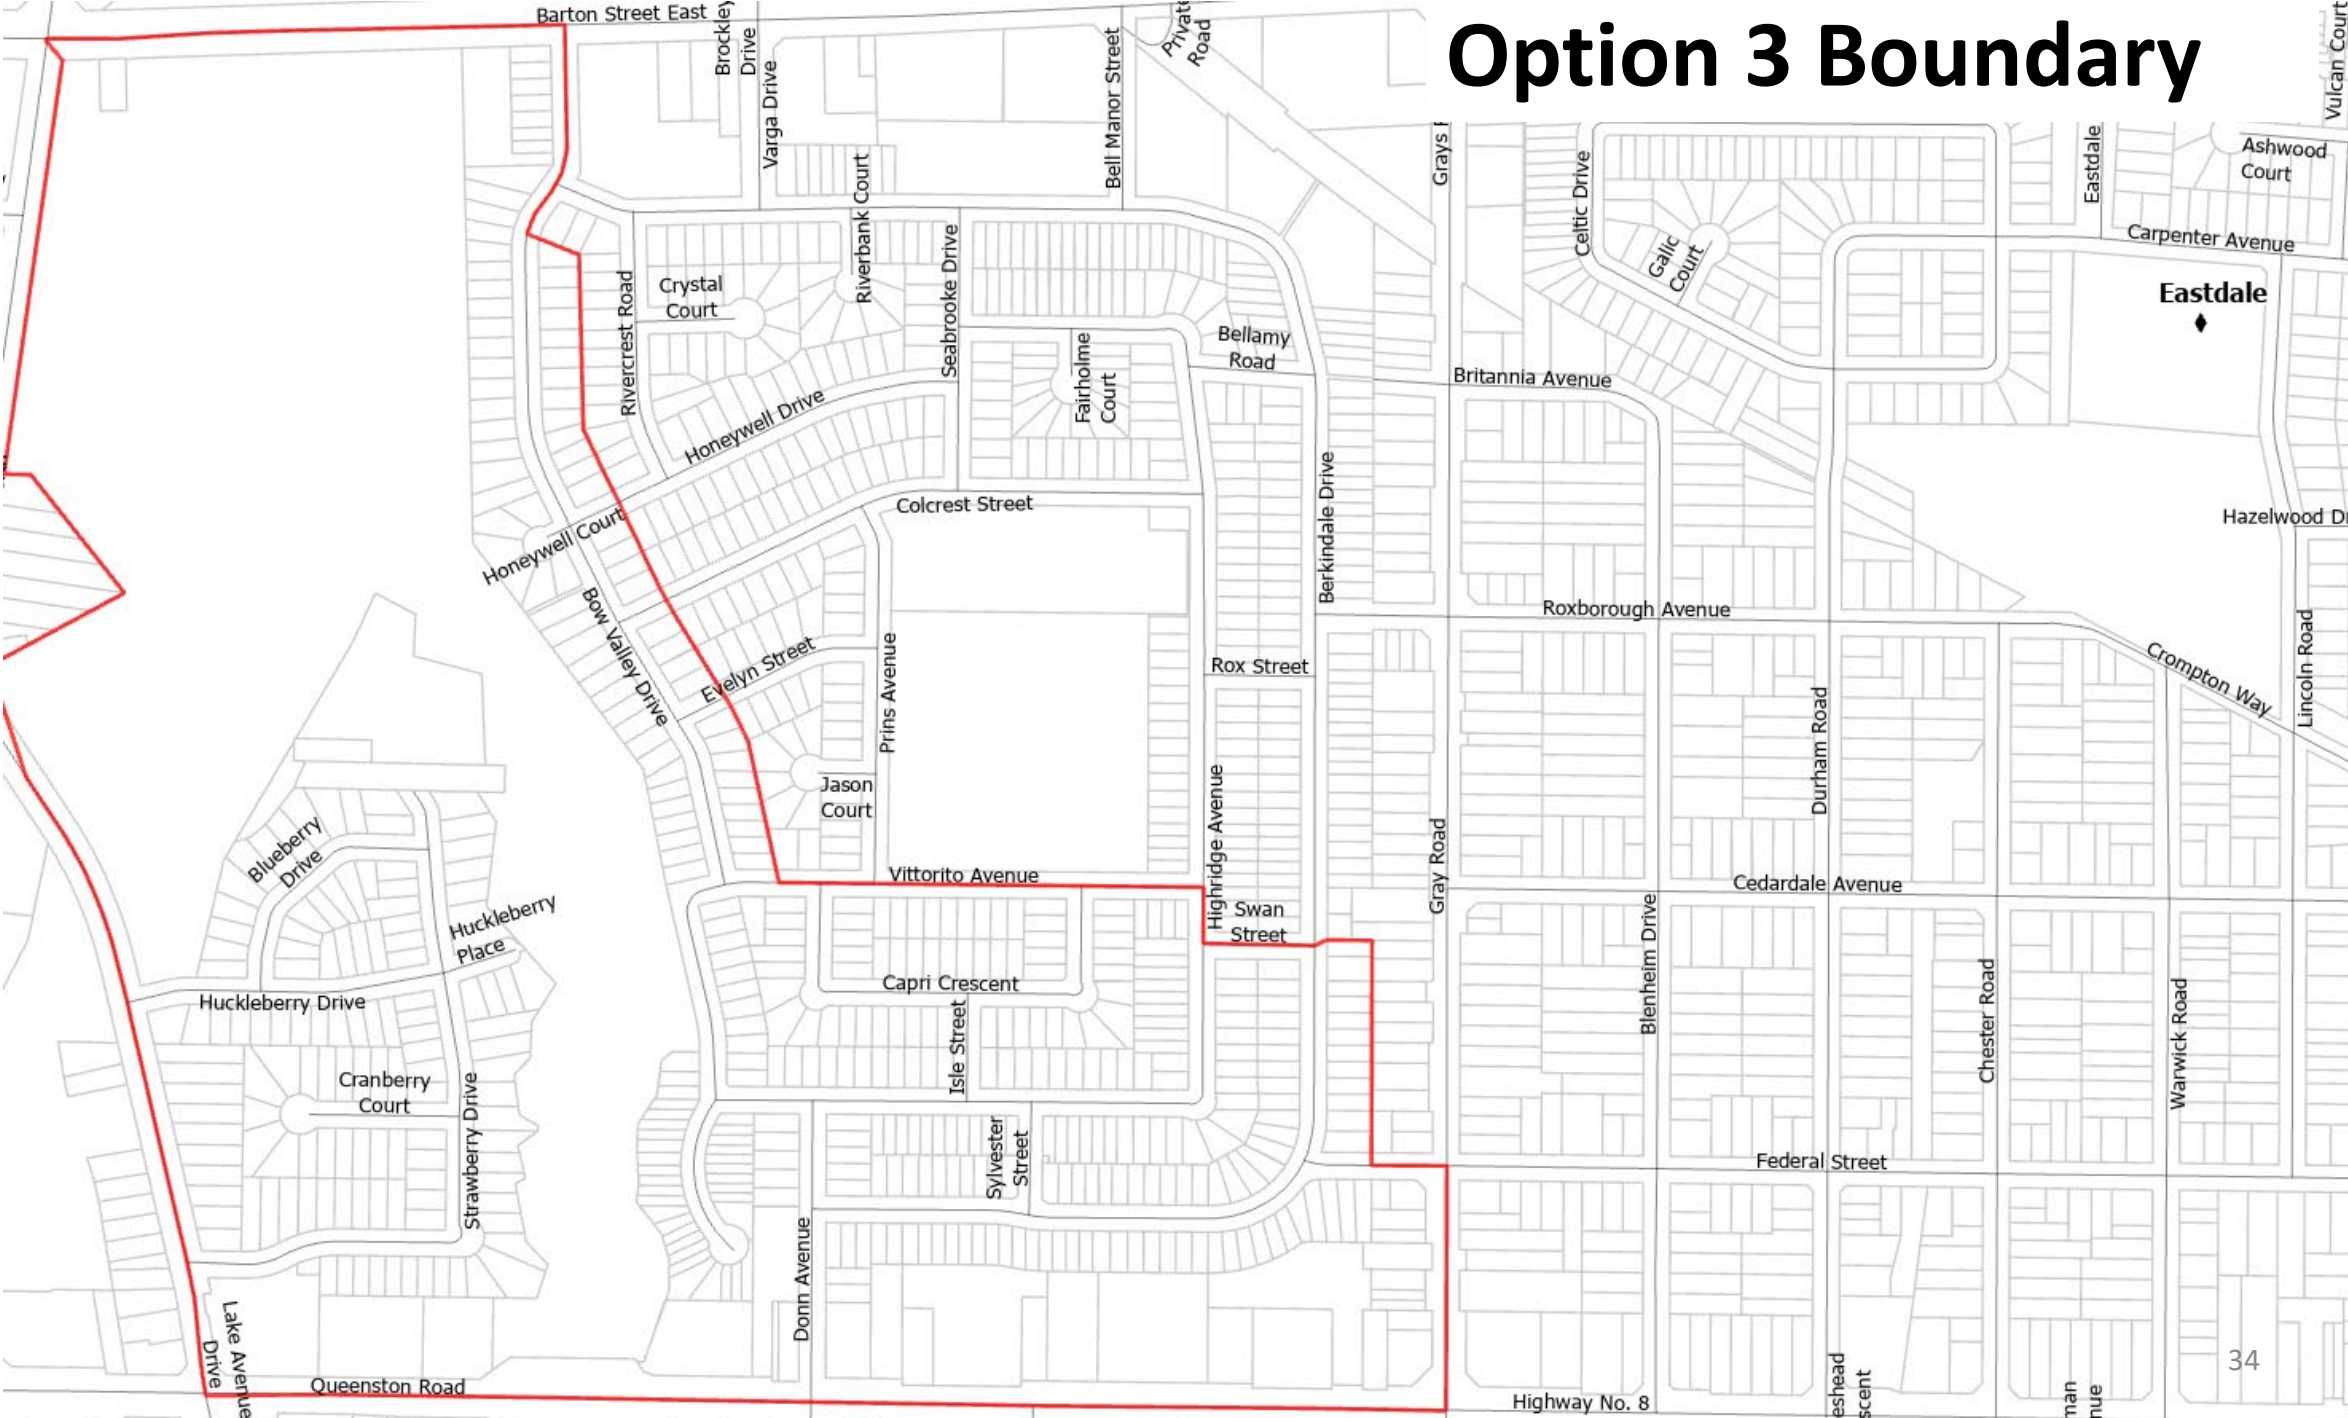 Option 3 Boundary
Barton Street East
Brockley
Drive
Varga Drive
Bell Manor Street
Private
Road
Grays
Celtic Drive
Galic
Court
Eastdale
Ashwood
Court
Vulcan Court
Carpenter Avenue
Eastdale
Riverbank Court
Crystal
Court
Rivercrest Road
Seabrooke Drive
Fairholme
Court
Bellamy
Road
Britannia Avenue
Honeywell Drive
Colcrest Street
Honeywell Court
Berkindale Drive
Hazelwood
Bow Valley Drive
Evelyn Street
Prins Avenue
Rox Street
Roxborough Avenue
Crompton Way
Lincoln Road
Durham Road
Jason
Court
Highridge Avenue
Gray Road
Blueberry
Drive
Vittorito Avenue
Cedardale Avenue
Huckleberry
Place
Swan
Street
Blenheim Drive
Huckleberry Drive
Capri Crescent
Isle Street
Chester Road
Warwick Road
Cranberry
Court
Strawberry Drive
Sylvester
Street
Federal Street
Donn Avenue
Lake Avenue
Drive
Queenston Road
Highway No. 8
eshead
scent
man
nue
34